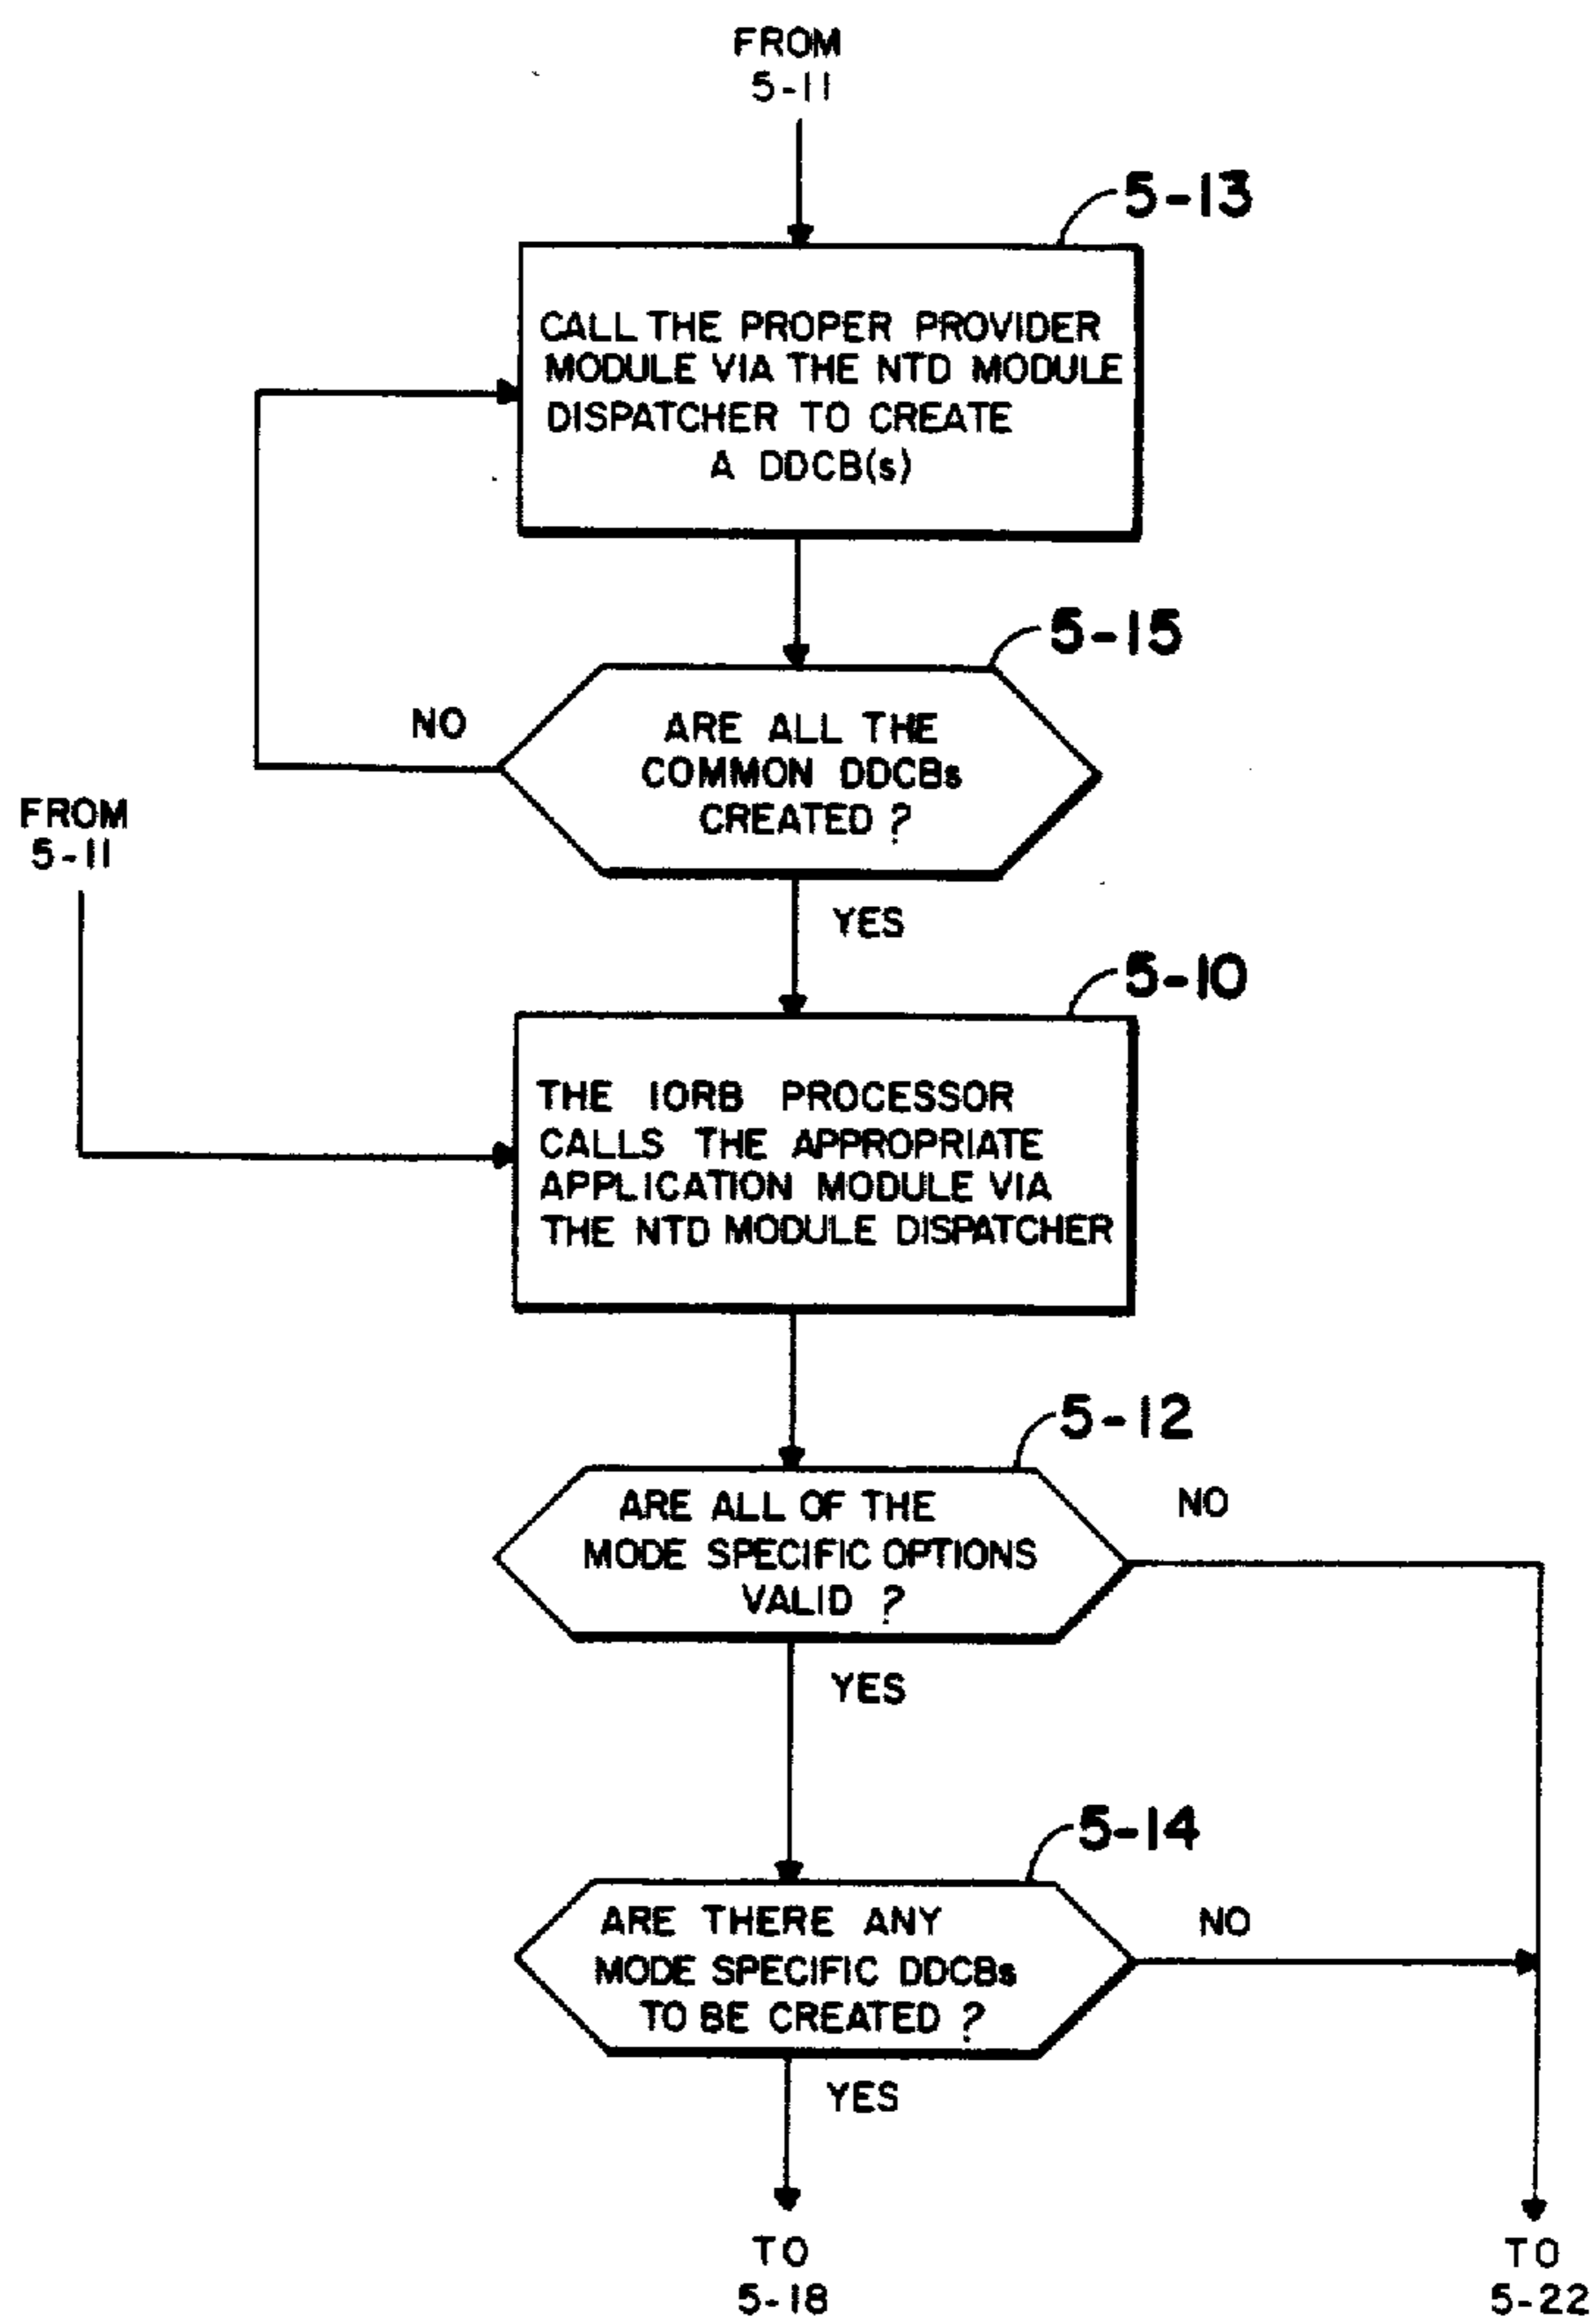 FROM
5-11
5-13
CALL THE PROPER PROVIDER
MODULE VIA THE NTD MODULE
DISPATCHER TO CREATE
A DDCB(s)
5-15
NO
ARE ALL THE
COMMON DDCBs
CREATED ?
FROM
5-11
YES
5-10
THE IORB PROCESSOR
CALLS THE APPROPRIATE
APPLICATION MODULE VIA
THE NTD MODULE DISPATCHER
5-12
ARE ALL OF THE
MODE SPECIFIC OPTIONS
VALID ?
NO
YES
5-14
ARE THERE ANY
MODE SPECIFIC DDCBs
TO BE CREATED ?
NO
YES
TO
5-18
TO
5-22